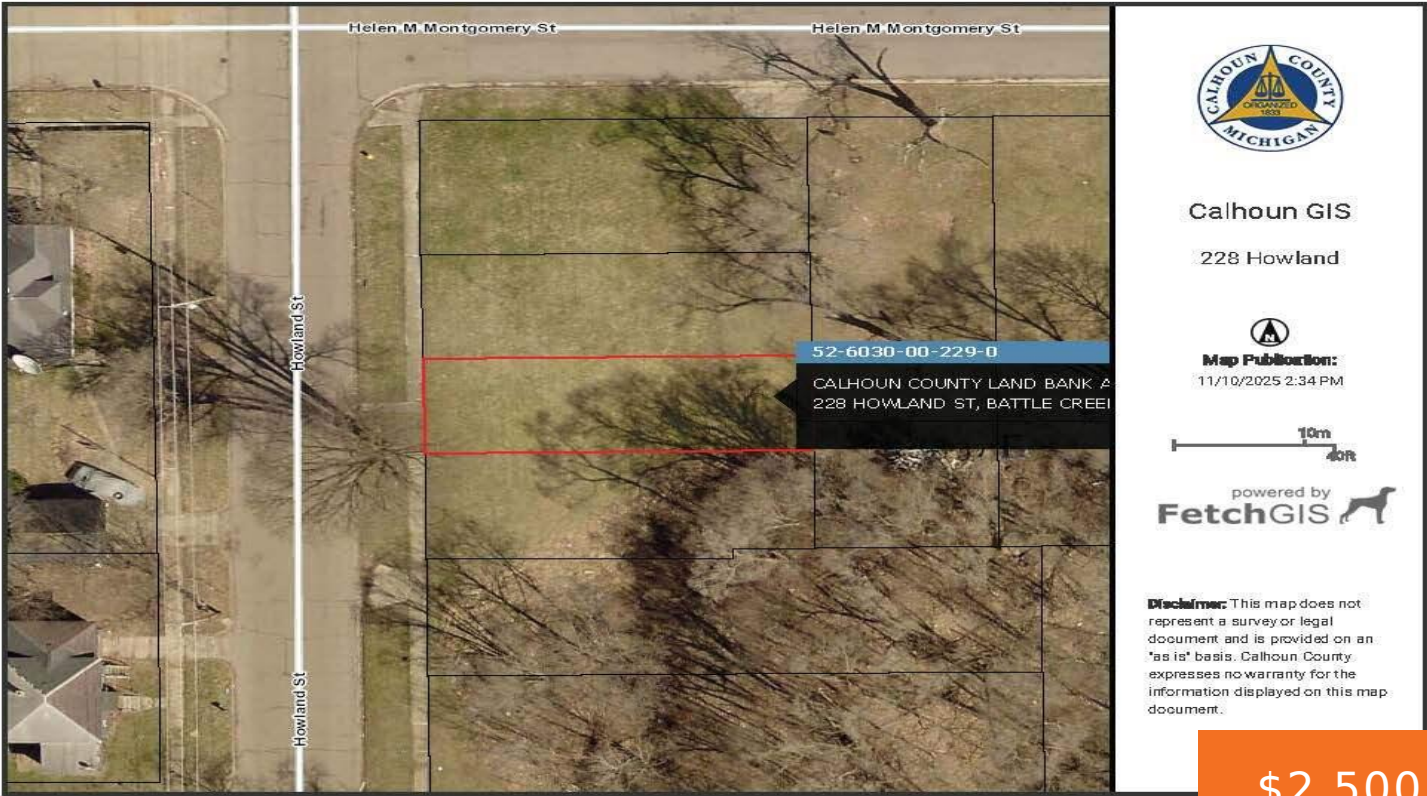 Helen M Montgomery St
Helen M Montgomery St
Howland St
Howland St
52-6030-00-229-0
CALHOUN COUNTY LAND BANK A
228 HOWLAND ST, BATTLE CREE
CALHOUN COUNTY
ORGANIZED
1833
MICHIGAN
Calhoun GIS
228 Howland
N
Map Publication:
11/10/2025 2:34 PM
10m
40ft
powered by
FetchGIS
Disclaimer: This map does not
represent a survey or legal
document and is provided on an
"as is" basis. Calhoun County
expresses no warranty for the
information displayed on this map
document.
$2,500